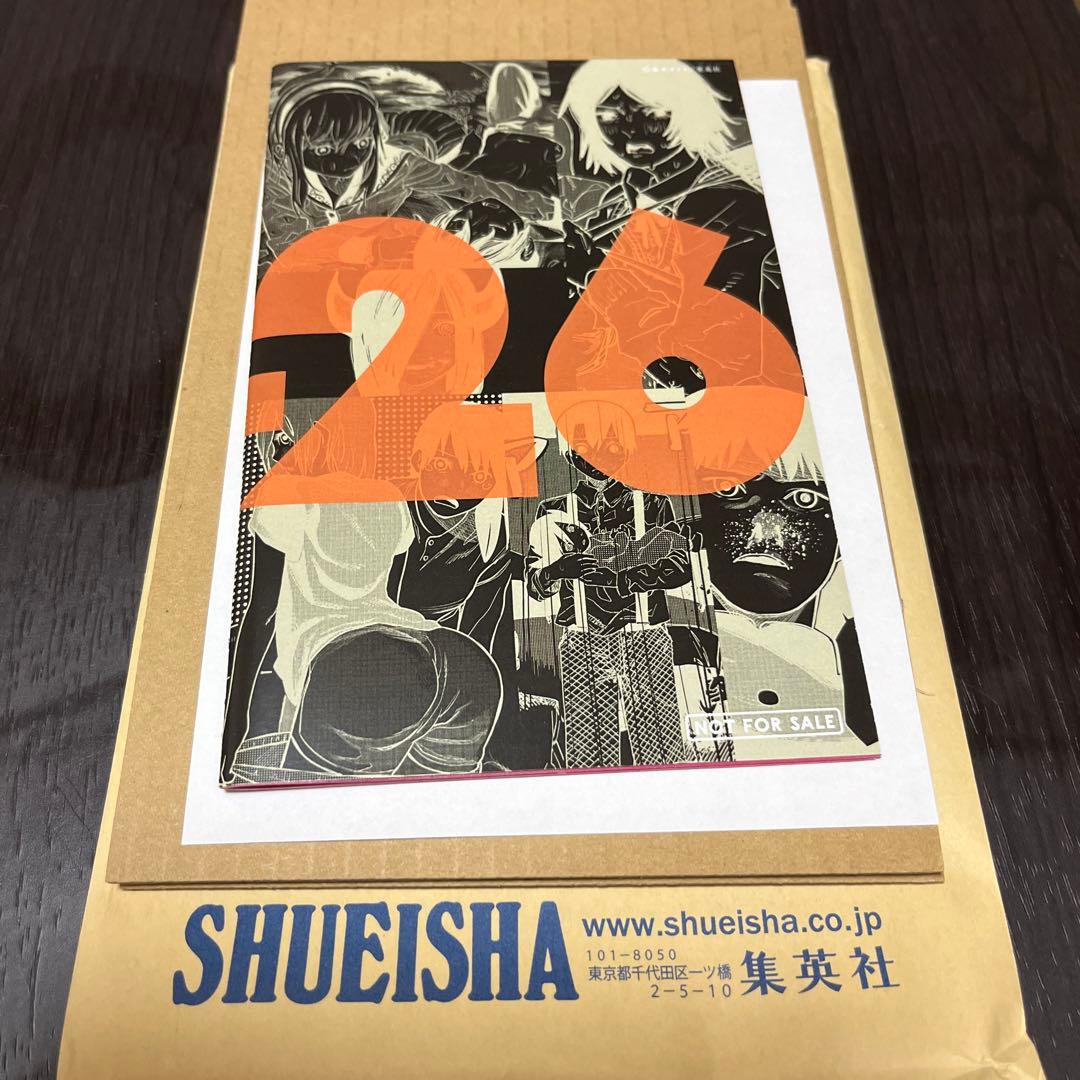 26
NOT FOR SALE
SHUEISHA
www.shueisha.co.jp
101-8050
東京都千代田区一ツ橋
2-5-10
集英社